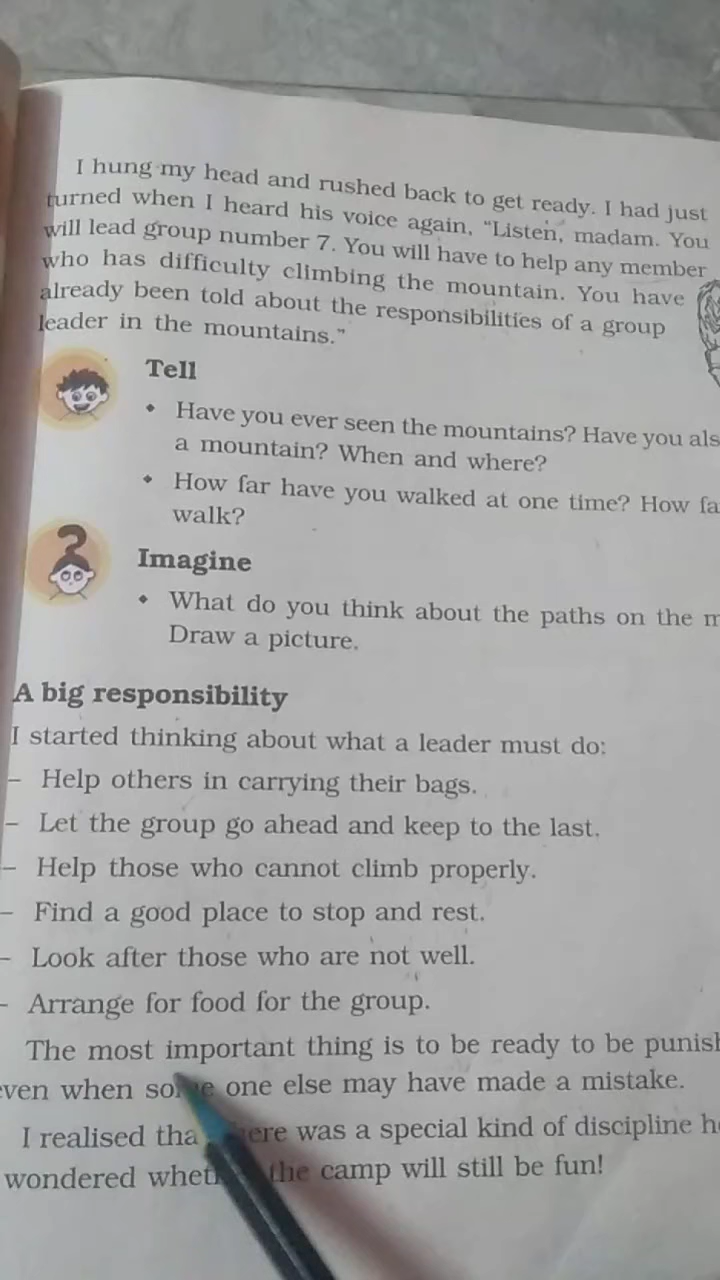 I hung my head and rushed back to get ready. I had just
turned when I heard his voice again, “Listen, madam. You
will lead group number 7. You will have to help any member
who has difficulty climbing the mountain. You have
already been told about the responsibilities of a group
leader in the mountains.”
Tell
• Have you ever seen the mountains? Have you
a mountain? When and where?
• How far have you walked at one time? How
walk?
Imagine
• What do you think about the paths on the
Draw a picture.
A big responsibility
I started thinking about what a leader must do:
– Help others in carrying their bags.
– Let the group go ahead and keep to the last.
– Help those who cannot climb properly.
– Find a good place to stop and rest.
– Look after those who are not well.
– Arrange for food for the group.
The most important thing is to be ready to be
when one else may have made a mistake.
I realised was a special kind of discipline
wondered the camp will still be fun!